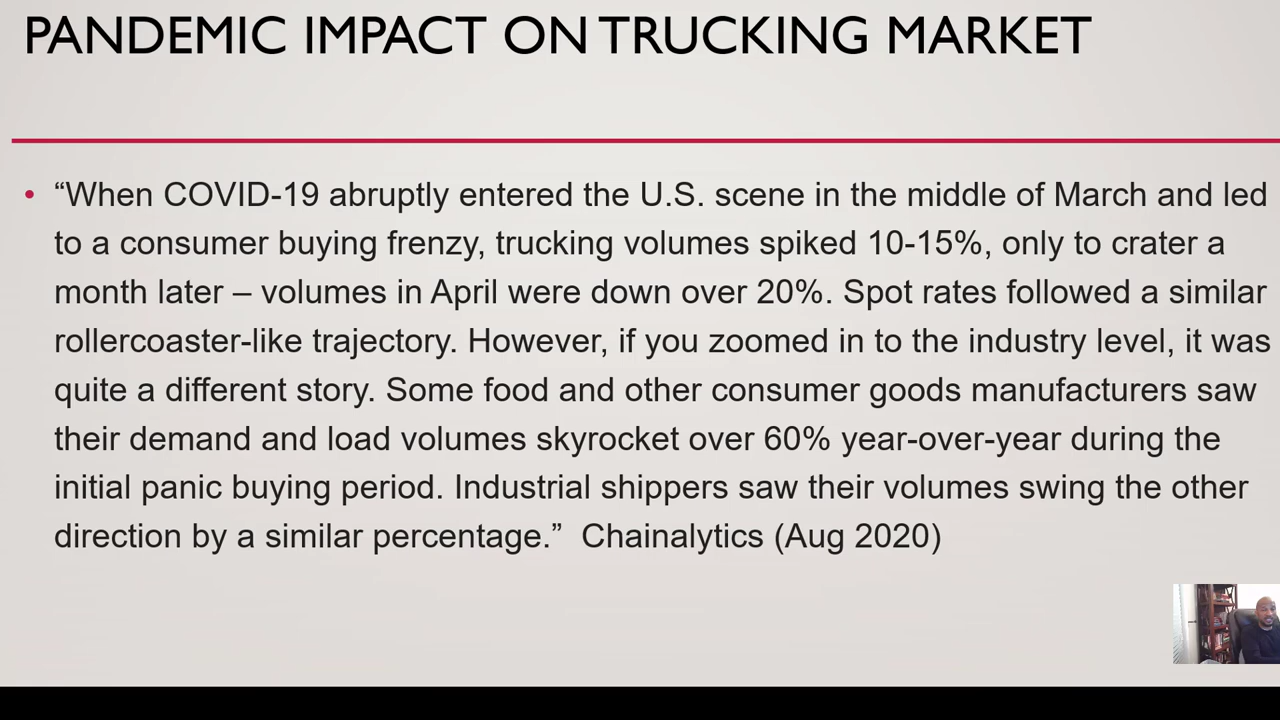 PANDEMIC IMPACT ON TRUCKING MARKET
• “When COVID-19 abruptly entered the U.S. scene in the middle of March and led
to a consumer buying frenzy, trucking volumes spiked 10-15%, only to crater a
month later – volumes in April were down over 20%. Spot rates followed a similar
rollercoaster-like trajectory. However, if you zoomed in to the industry level, it was
quite a different story. Some food and other consumer goods manufacturers saw
their demand and load volumes skyrocket over 60% year-over-year during the
initial panic buying period. Industrial shippers saw their volumes swing the other
direction by a similar percentage.” Chainalytics (Aug 2020)